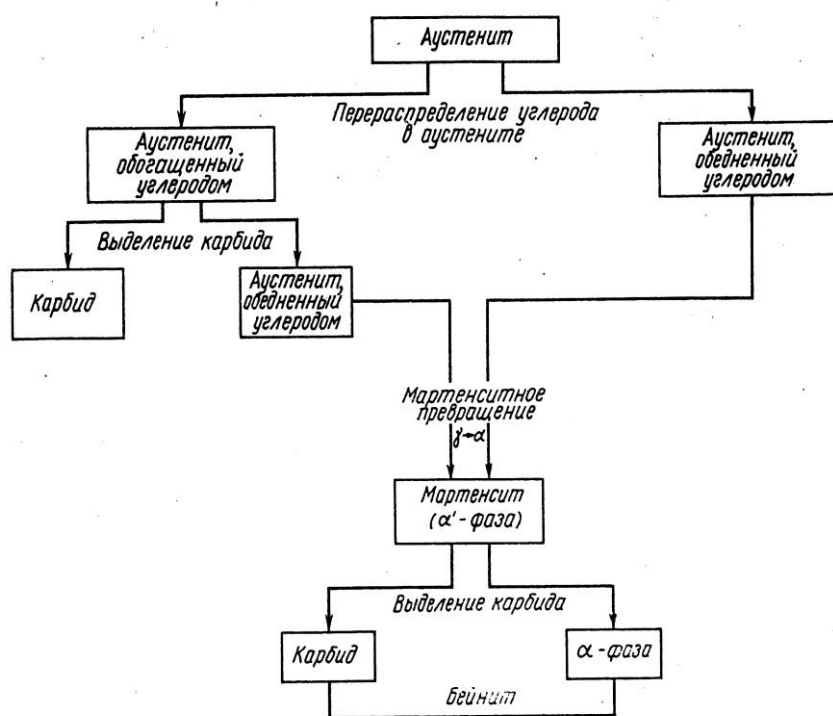 Аустенит
Перераспределение углерода
в аустените
Аустенит,
обогащенный
углеродом
Аустенит,
обедненный
углеродом
Выделение карбида
Карбид
Аустенит,
обедненный
углеродом
Мартенситное
превращение
γ→α
Мартенсит
(α'-фаза)
Выделение карбида
Карбид
α-фаза
Бейнит